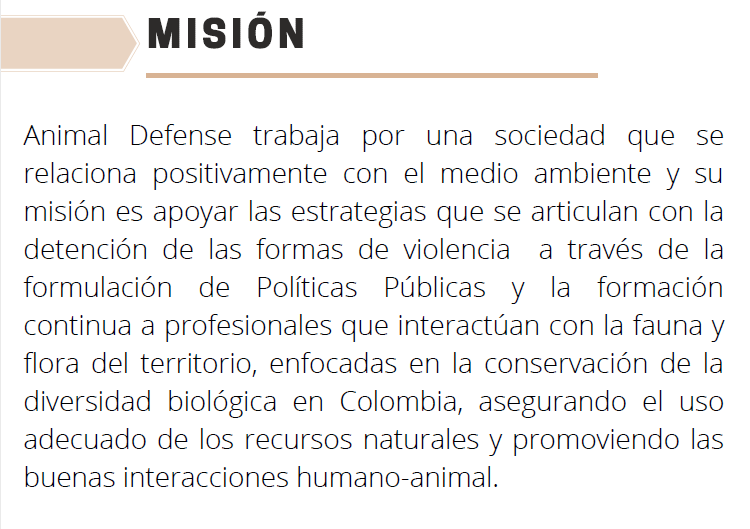 MISIÓN
Animal Defense trabaja por una sociedad que se
relaciona positivamente con el medio ambiente y su
misión es apoyar las estrategias que se articulan con la
detención de las formas de violencia  a través de la
formulación de Políticas Públicas y la formación
continua a profesionales que interactúan con la fauna y
flora del territorio, enfocadas en la conservación de la
diversidad biológica en Colombia, asegurando el uso
adecuado de los recursos naturales y promoviendo las
buenas interacciones humano-animal.